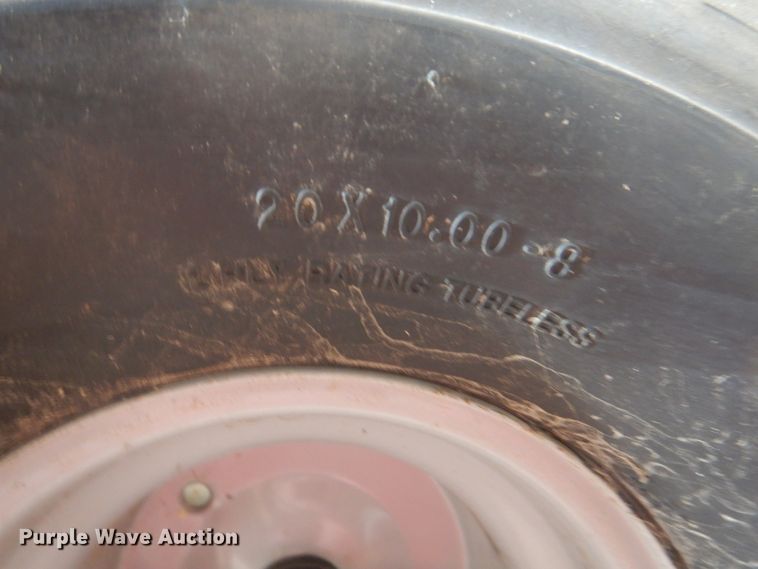 20X10.00-8
PLY RATING TUBELESS
Purple Wave Auction